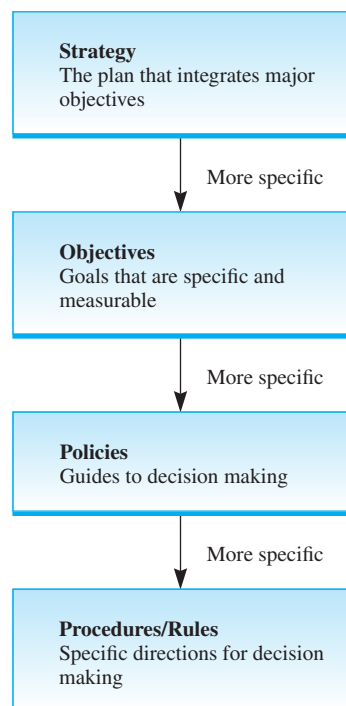 Strategy
The plan that integrates major
objectives
More specific
Objectives
Goals that are specific and
measurable
More specific
Policies
Guides to decision making
More specific
Procedures/Rules
Specific directions for decision
making